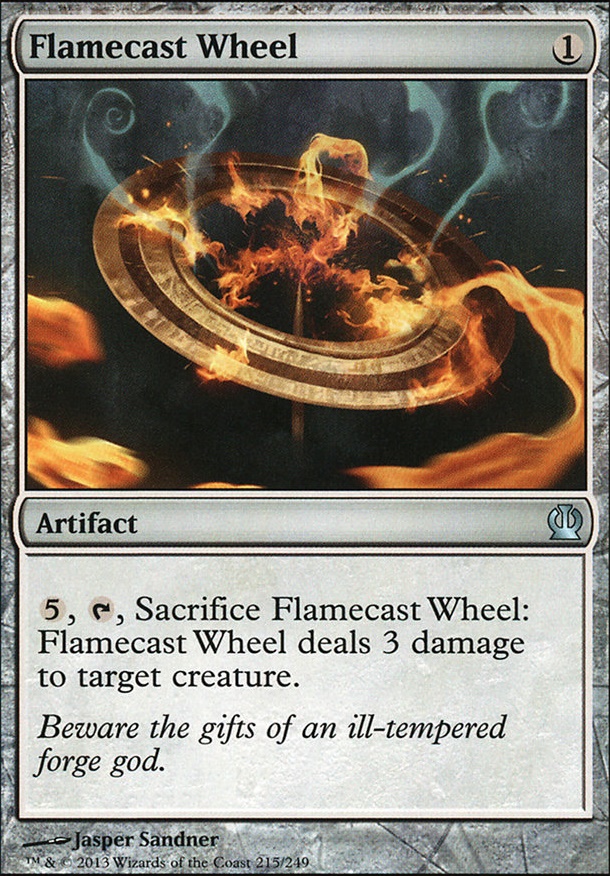 Flamecast Wheel 1
Artifact
5, , Sacrifice Flamecast Wheel:
Flamecast Wheel deals 3 damage
to target creature.
Beware the gifts of an ill-tempered
forge god.
Jasper Sandner
™ & © 2013 Wizards of the Coast 215/249